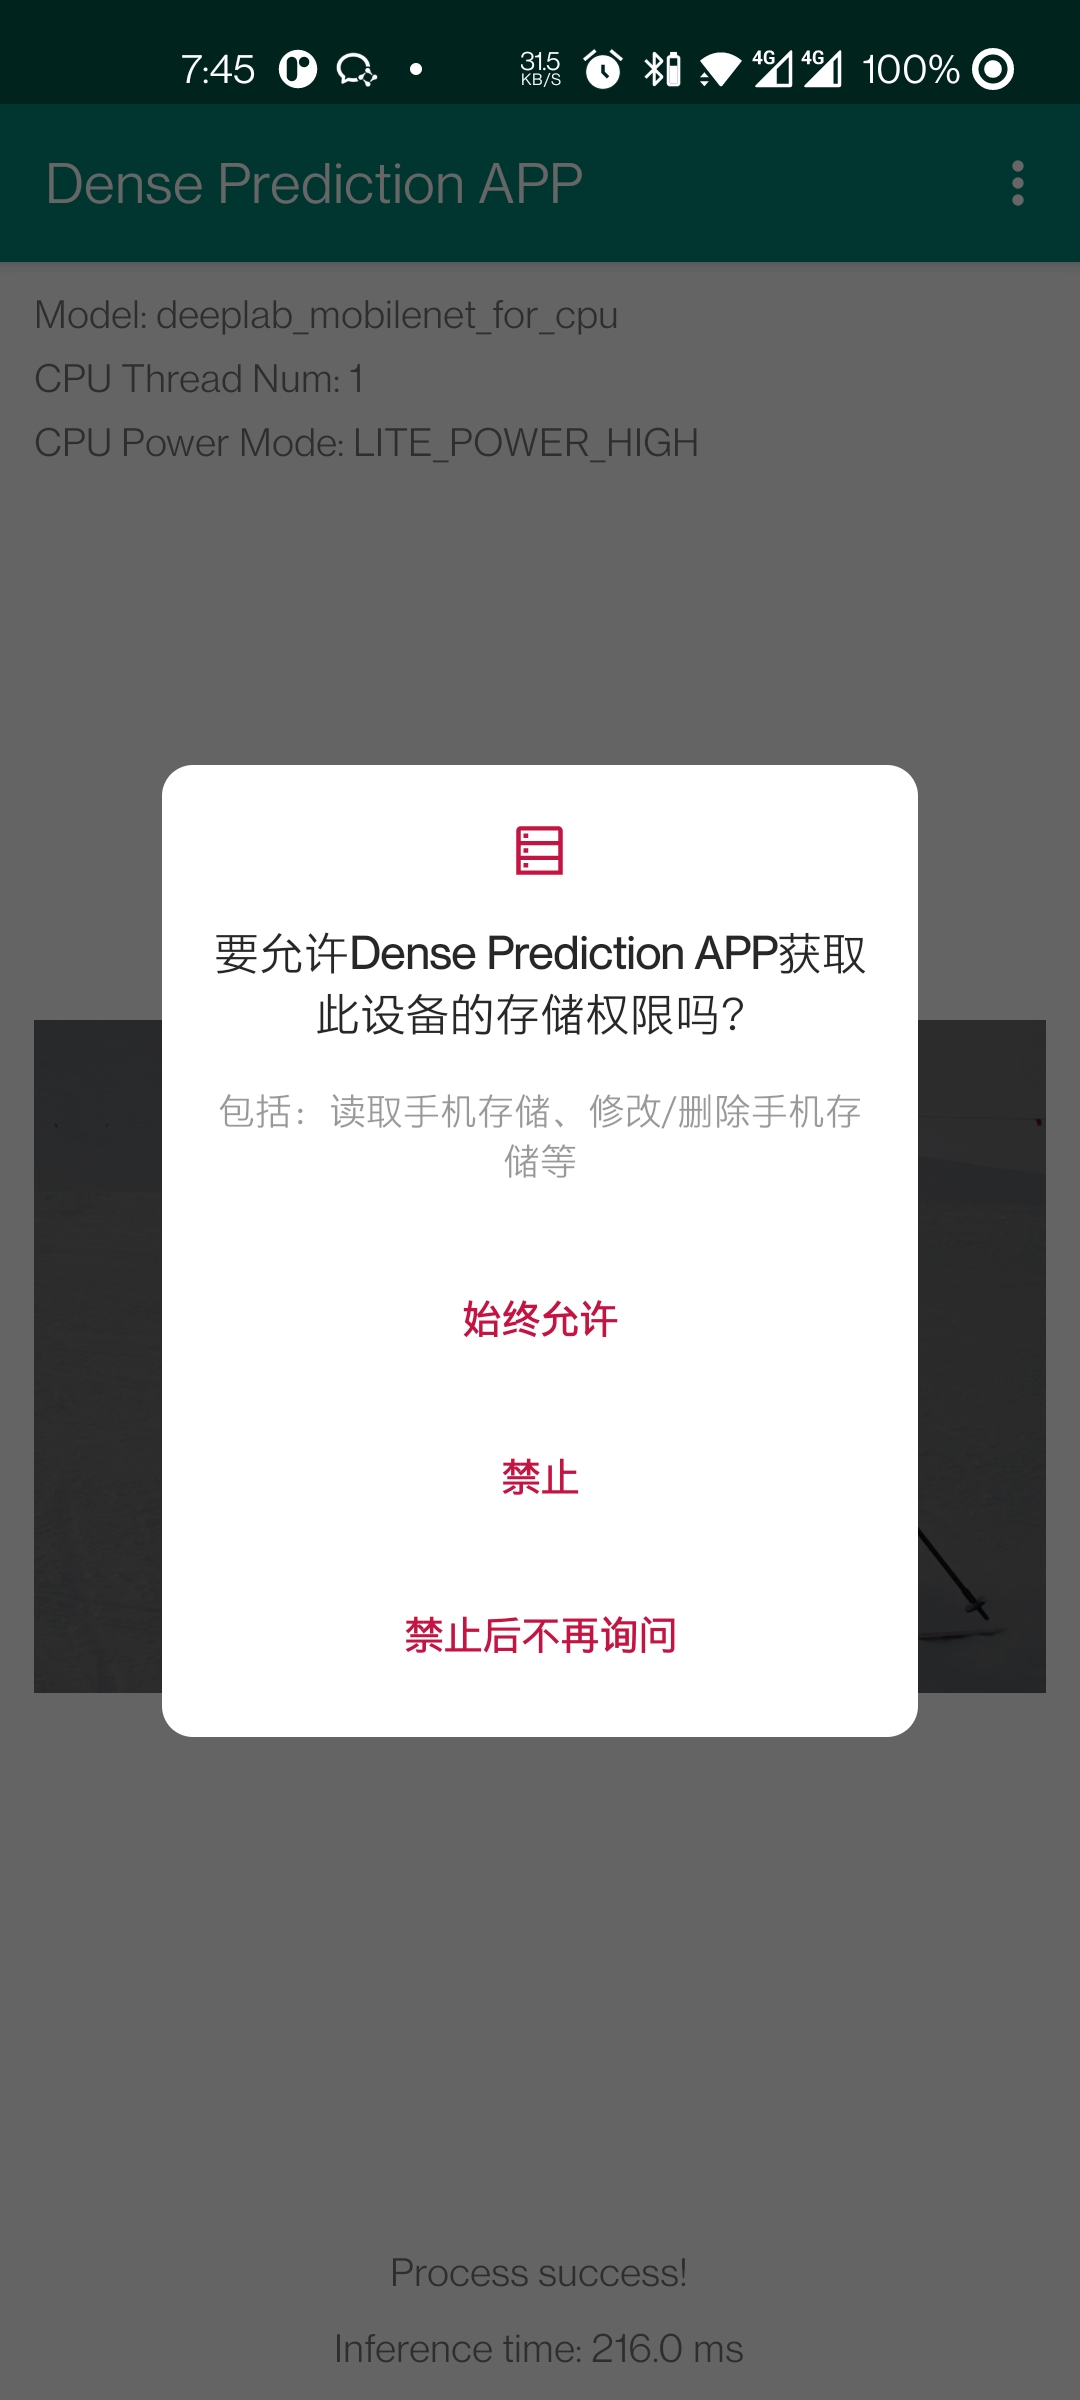 7:45
31.5
KB/S
4G
4G
100%
Dense Prediction APP
Model: deeplab_mobilenet_for_cpu
CPU Thread Num: 1
CPU Power Mode: LITE_POWER_HIGH
要允许Dense Prediction APP获取
此设备的存储权限吗？
包括：读取手机存储、修改/删除手机存
储等
始终允许
禁止
禁止后不再询问
Process success!
Inference time: 216.0 ms